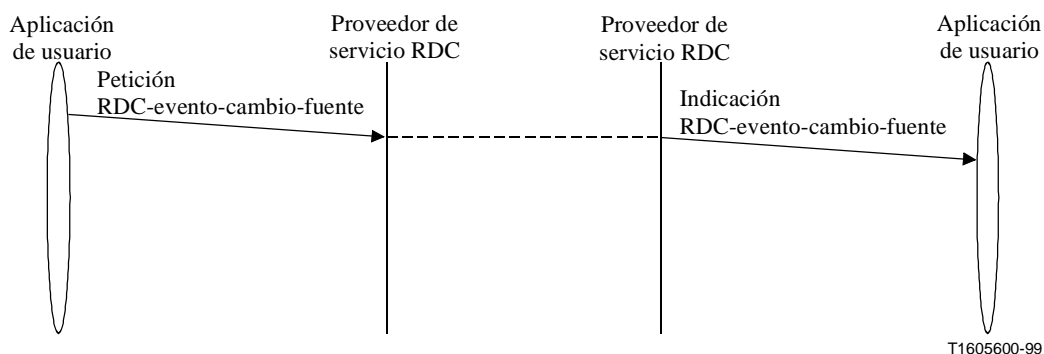 Aplicación
de usuario
Proveedor de
servicio RDC
Proveedor de
servicio RDC
Aplicación
de usuario
Petición
RDC-evento-cambio-fuente
Indicación
RDC-evento-cambio-fuente
T1605600-99